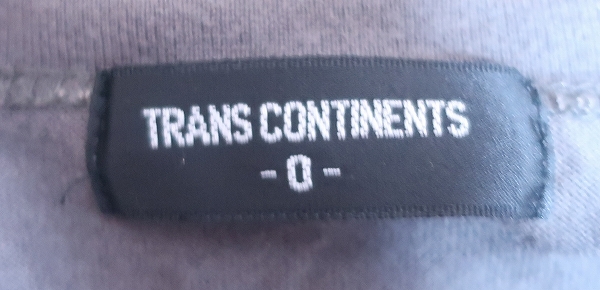 TRANS CONTINENTS
- 0 -